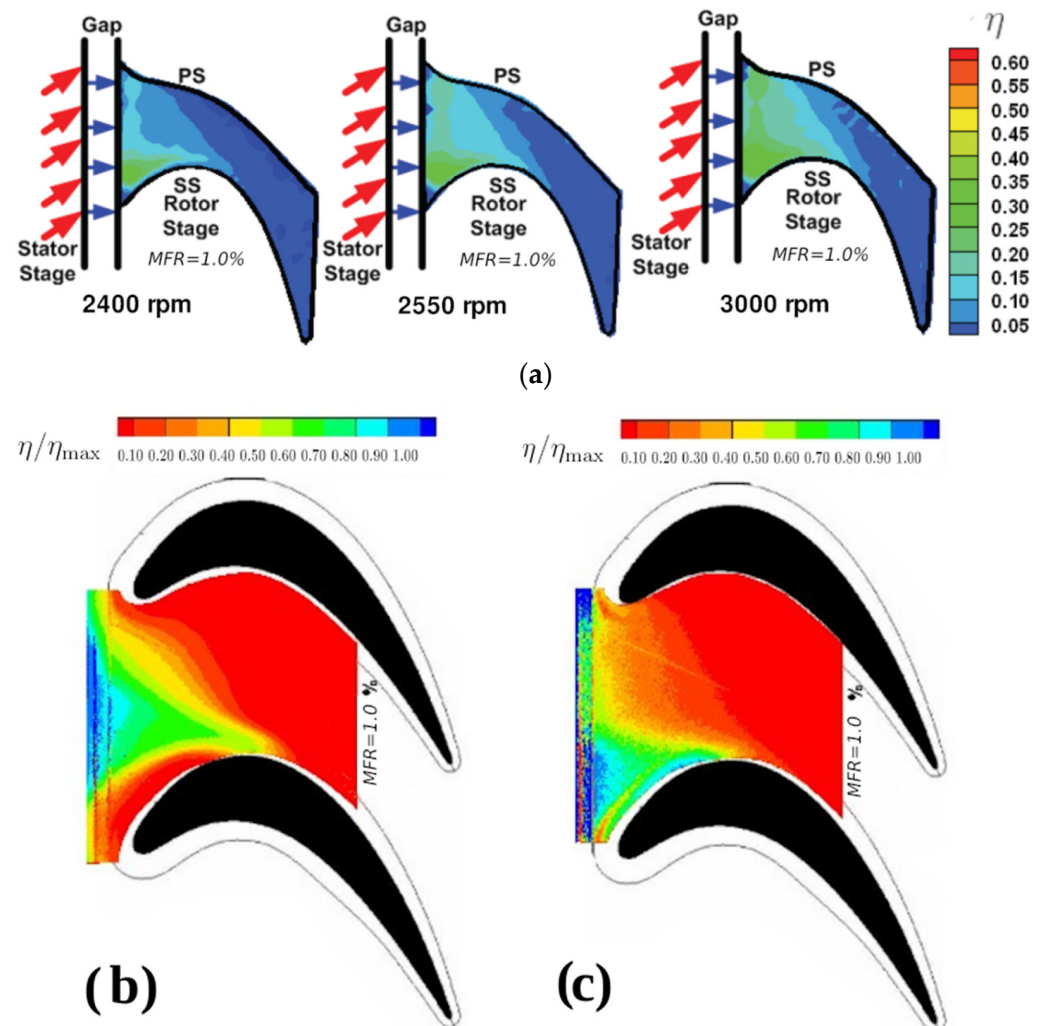 Gap
PS
SS
Rotor
Stage
MFR=1.0%
Stator
Stage
2400 rpm
Gap
PS
SS
Rotor
Stage
MFR=1.0%
Stator
Stage
2550 rpm
Gap
PS
SS
Rotor
Stage
MFR=1.0%
Stator
Stage
3000 rpm
η
0.60
0.55
0.50
0.45
0.40
0.35
0.30
0.25
0.20
0.15
0.10
0.05
(a)
η/ηmax
0.10 0.20 0.30 0.40 0.50 0.60 0.70 0.80 0.90 1.00
MFR=1.0 %
(b)
η/ηmax
0.10 0.20 0.30 0.40 0.50 0.60 0.70 0.80 0.90 1.00
MFR=1.0 %
(c)